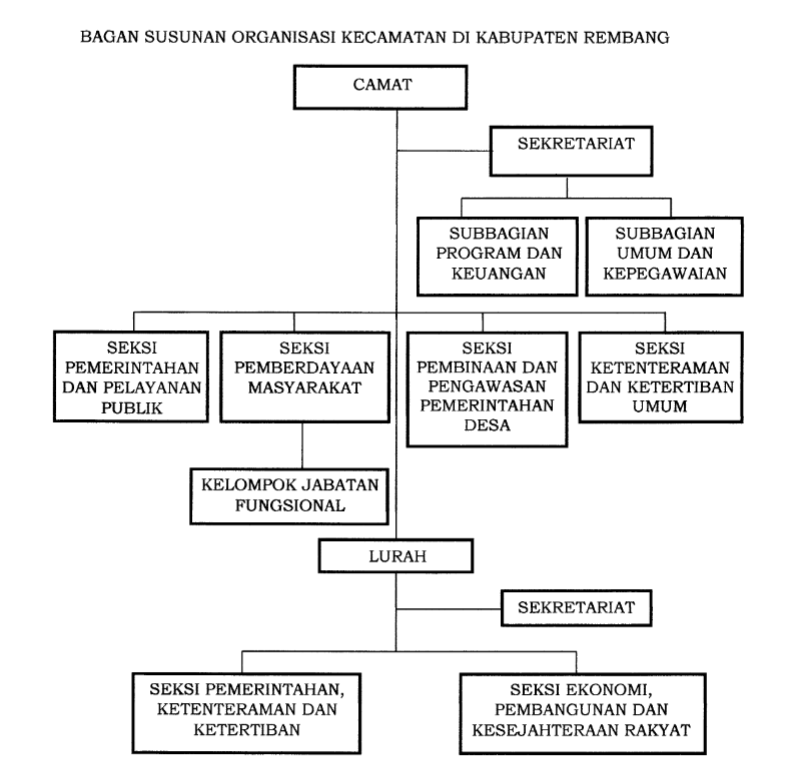 BAGAN SUSUNAN ORGANISASI KECAMATAN DI KABUPATEN REMBANG
CAMAT
SEKRETARIAT
SUBBAGIAN
PROGRAM DAN
KEUANGAN
SUBBAGIAN
UMUM DAN
KEPEGAWAIAN
SEKSI
PEMERINTAHAN
DAN PELAYANAN
PUBLIK
SEKSI
PEMBERDAYAAN
MASYARAKAT
SEKSI
PEMBINAAN DAN
PENGAWASAN
PEMERINTAHAN
DESA
SEKSI
KETENTERAMAN
DAN KETERTIBAN
UMUM
KELOMPOK JABATAN
FUNGSIONAL
LURAH
SEKRETARIAT
SEKSI PEMERINTAHAN,
KETENTERAMAN DAN
KETERTIBAN
SEKSI EKONOMI,
PEMBANGUNAN DAN
KESEJAHTERAAN RAKYAT